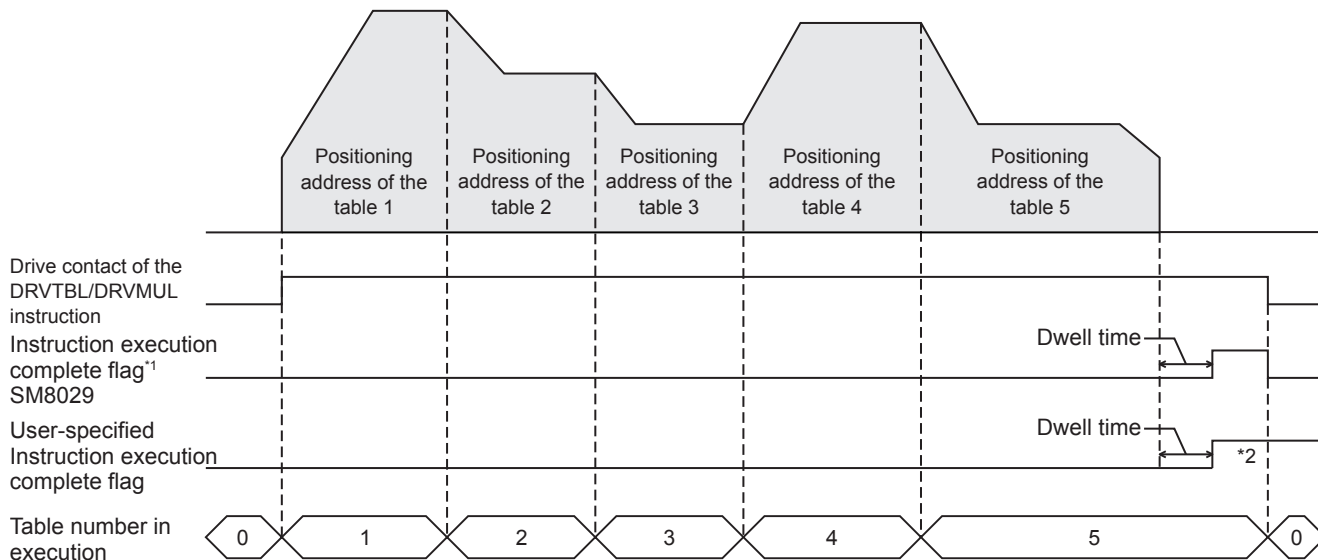 Positioning
address of the
table 1
Positioning
address of the
table 2
Positioning
address of the
table 3
Positioning
address of the
table 4
Positioning
address of the
table 5
Drive contact of the
DRVTBL/DRVMUL
instruction
Instruction execution
complete flag*1
SM8029
Dwell time
User-specified
Instruction execution
complete flag
Dwell time
*2
Table number in
execution
0 1 2 3 4 5 0